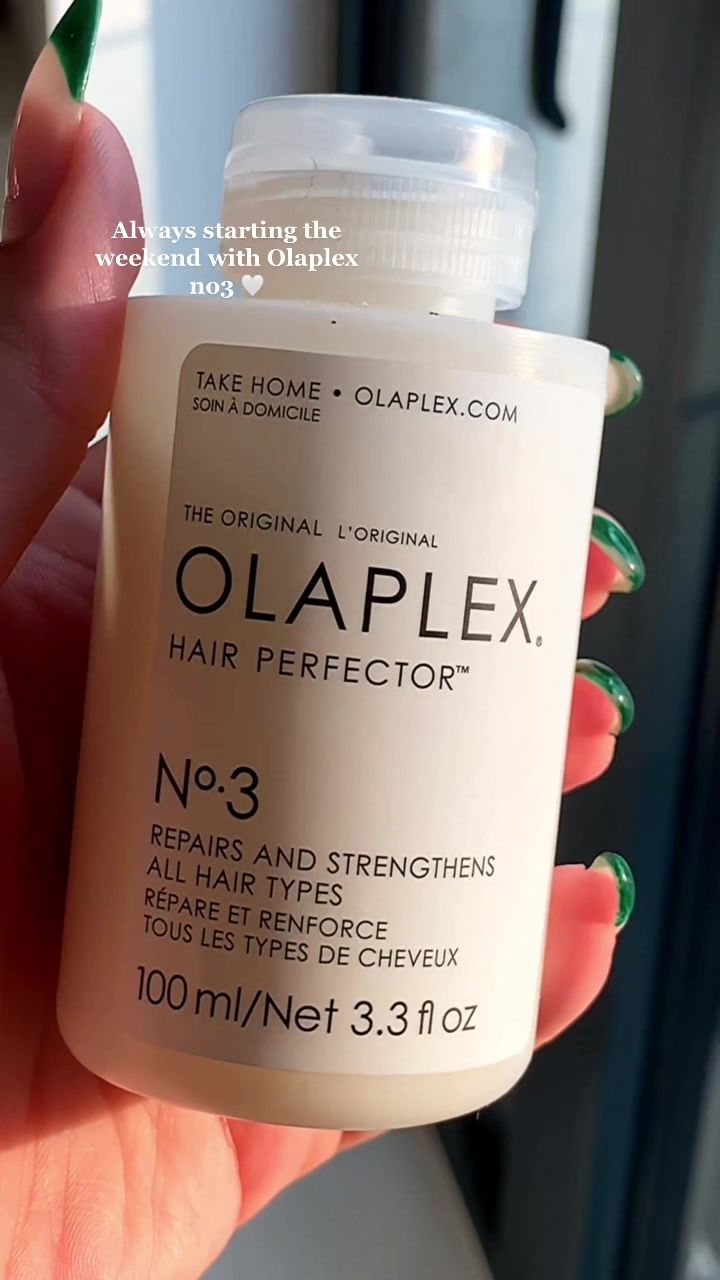 Always starting the
weekend with Olaplex
no3 🤍
TAKE HOME • OLAPLEX.COM
SOIN À DOMICILE
THE ORIGINAL L'ORIGINAL
OLAPLEX®
HAIR PERFECTOR™
Nº.3
REPAIRS AND STRENGTHENS
ALL HAIR TYPES
RÉPARE ET RENFORCE
TOUS LES TYPES DE CHEVEUX
100 ml/Net 3.3 fl oz